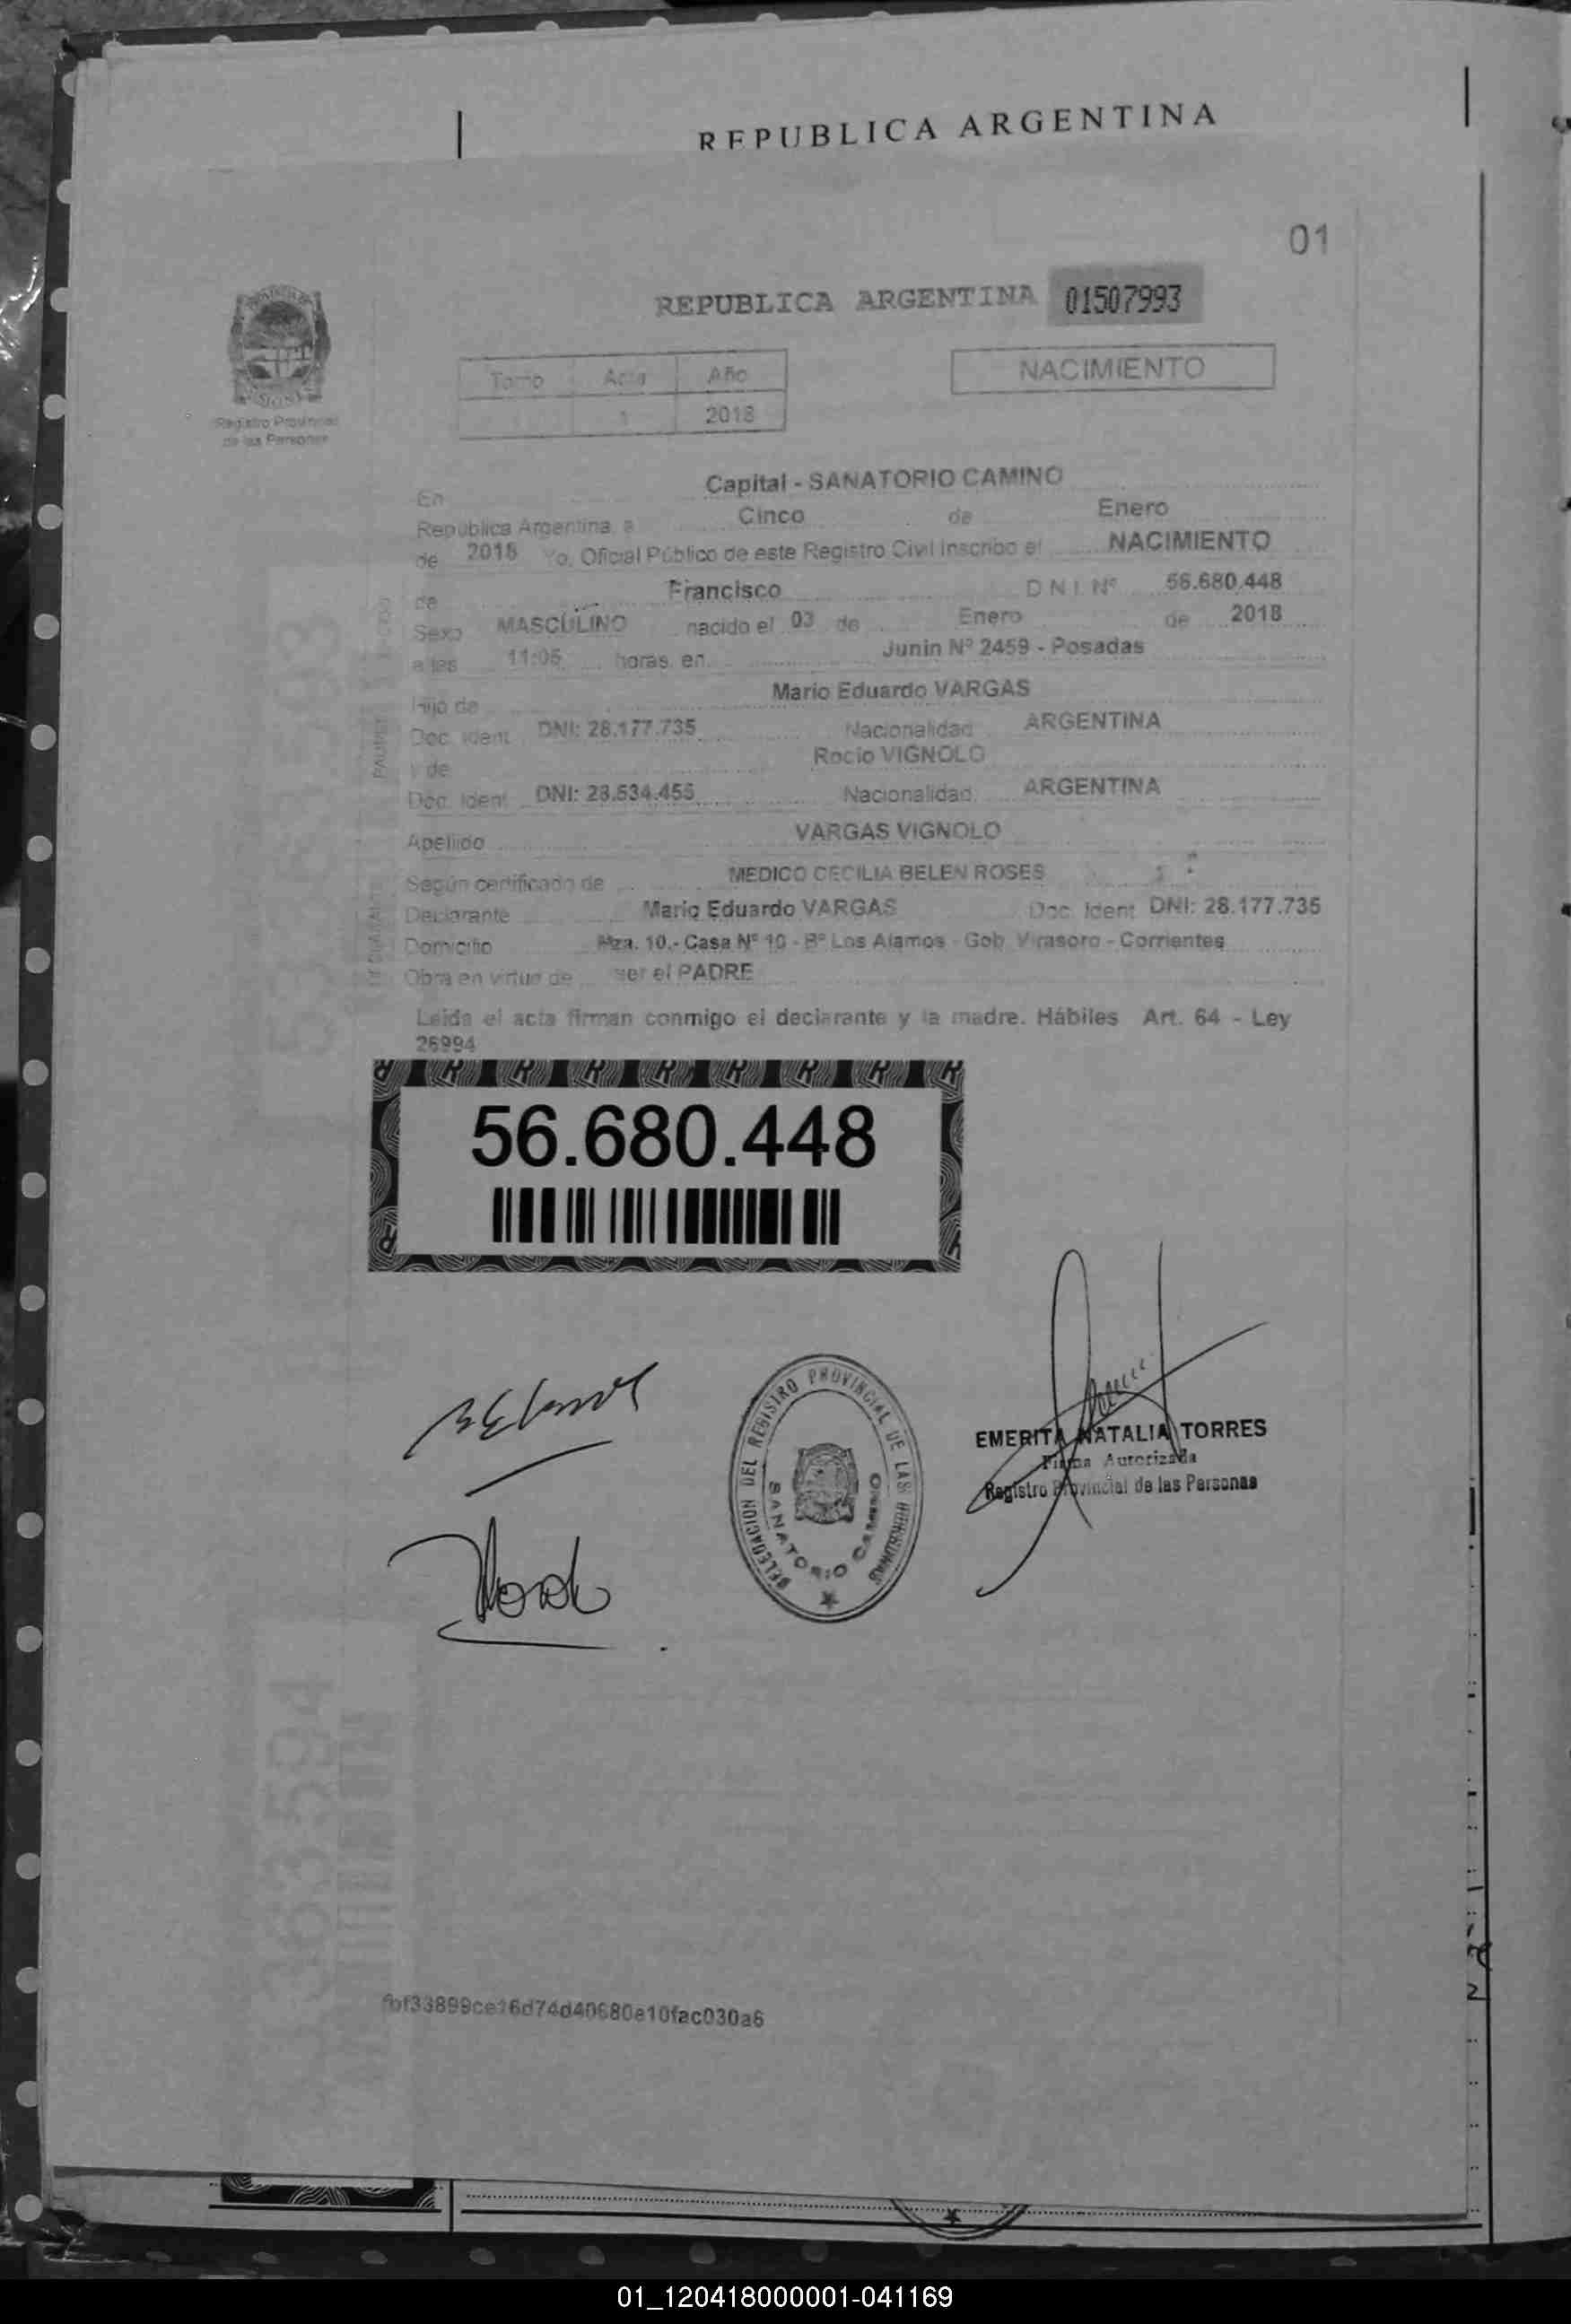 REPUBLICA ARGENTINA
01
REPUBLICA ARGENTINA 01507993
Registro Provincial
de las Personas
Tomo Acta Año
1 2018
NACIMIENTO
En Capital - SANATORIO CAMINO
República Argentina, a Cinco de Enero
de 2018 Yo, Oficial Público de este Registro Civil inscribo el NACIMIENTO
de Francisco D N I Nº 56.680.448
Sexo MASCULINO nacido el 03 de Enero de 2018
a las 11:05 horas, en Junin Nº 2459 - Posadas
Hijo de Mario Eduardo VARGAS
Doc. Ident. DNI: 28.177.735 Nacionalidad ARGENTINA
y de Rocio VIGNOLO
Doc. Ident. DNI: 28.634.455 Nacionalidad ARGENTINA
Apellido VARGAS VIGNOLO
Según certificado de MEDICO CECILIA BELEN ROSES
Declarante Mario Eduardo VARGAS Doc. Ident. DNI: 28.177.735
Domicilio Mza. 10.- Casa Nº 10 - Bº Los Alamos - Gob. Virasoro - Corrientes
Obra en virtud de ser el PADRE
Leida el acta firman conmigo el declarante y la madre. Hábiles Art. 64 - Ley
26994
56.680.448
DELEGACION DEL REGISTRO PROVINCIAL DE LAS PERSONAS
SANATORIO CAMINO
EMERITA NATALIA TORRES
Firma Autorizada
Registro Provincial de las Personas
fbf33899ce16d74d40680e10fac030a6
01_120418000001-041169